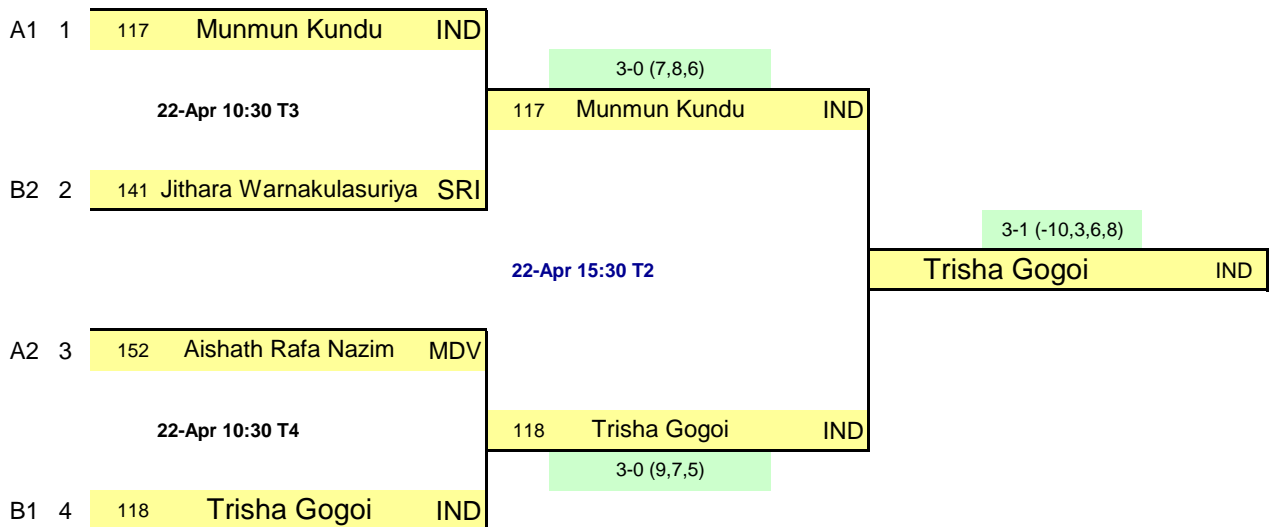 A1 1 117 Munmun Kundu IND
3-0 (7,8,6)
22-Apr 10:30 T3 117 Munmun Kundu IND
B2 2 141 Jithara Warnakulasuriya SRI
3-1 (-10,3,6,8)
22-Apr 15:30 T2 Trisha Gogoi IND
A2 3 152 Aishath Rafa Nazim MDV
22-Apr 10:30 T4 118 Trisha Gogoi IND
3-0 (9,7,5)
B1 4 118 Trisha Gogoi IND